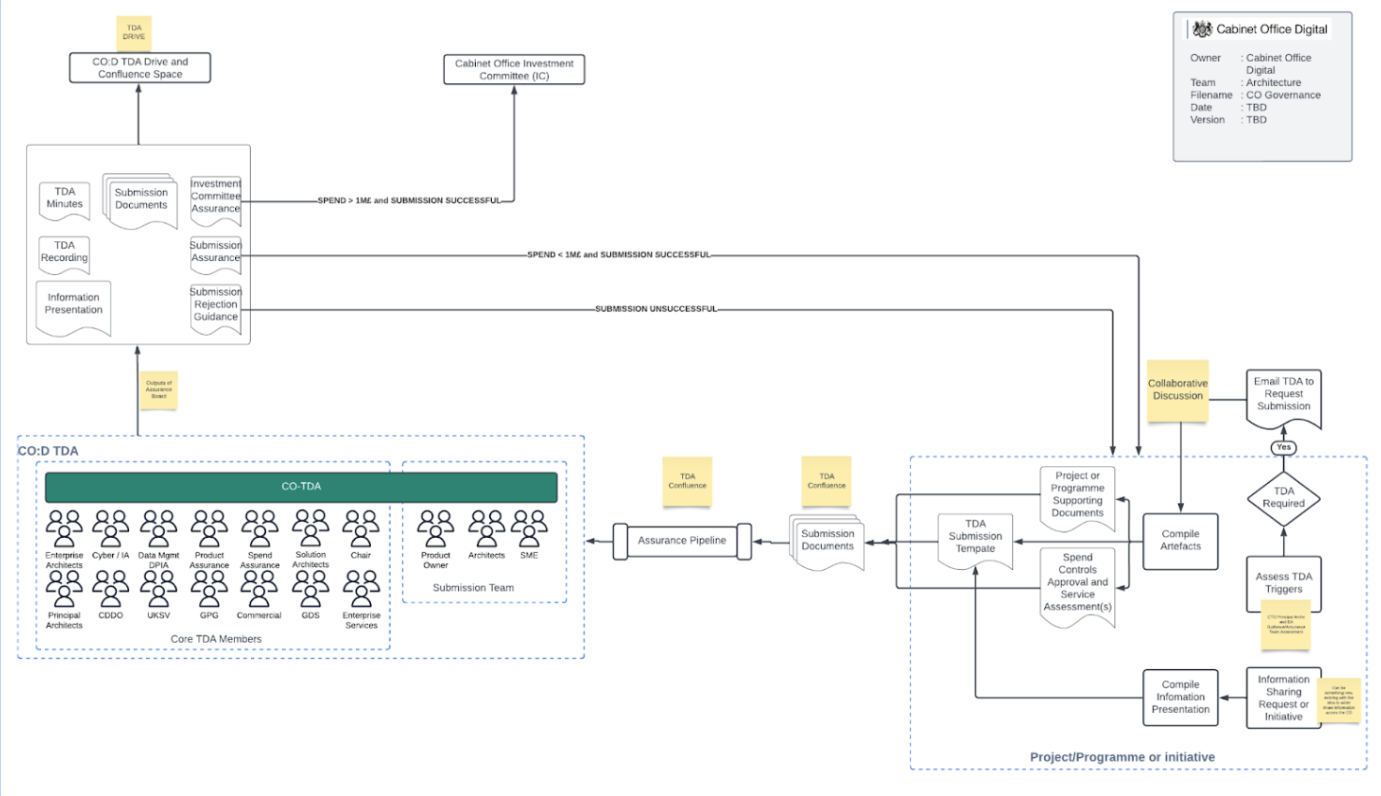 TDA
DRIVE
CO:D TDA Drive and
Confluence Space
Cabinet Office Investment
Committee (IC)
Cabinet Office Digital
Owner : Cabinet Office
Digital
Team : Architecture
Filename : CO Governance
Date : TBD
Version : TBD
TDA
Minutes
Submission
Documents
Investment
Committee
Assurance
SPEND > 1M£ and SUBMISSION SUCCESSFUL
TDA
Recording
Submission
Assurance
SPEND < 1M£ and SUBMISSION SUCCESSFUL
Information
Presentation
Submission
Rejection
Guidance
SUBMISSION UNSUCCESSFUL
Outputs of
Assurance
Board
Collaborative
Discussion
Email TDA to
Request
Submission
Yes
TDA
Required
Assess TDA
Triggers
CO:D TDA
CO-TDA
Enterprise
Architects
Cyber / IA
Data Mgmt
DPIA
Product
Assurance
Spend
Assurance
Solution
Architects
Chair
Principal
Architects
CDDO
UKSV
GPG
Commercial
GDS
Enterprise
Services
Core TDA Members
Product
Owner
Architects
SME
Submission Team
TDA
Confluence
Assurance Pipeline
TDA
Confluence
Submission
Documents
TDA
Submission
Tempate
Project or
Programme
Supporting
Documents
Spend
Controls
Approval and
Service
Assessment(s)
Compile
Artefacts
Compile
Infomation
Presentation
Information
Sharing
Request or
Initiative
Project/Programme or initiative